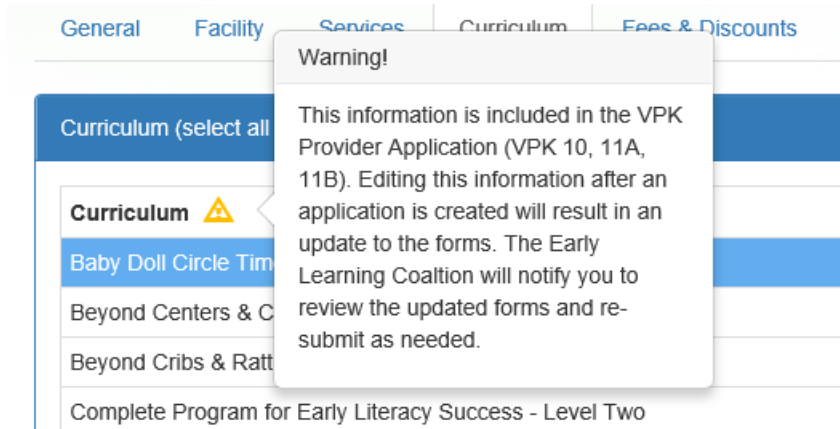 General Facility Services Curriculum Fees & Discounts
Warning!
This information is included in the VPK
Provider Application (VPK 10, 11A,
11B). Editing this information after an
application is created will result in an
update to the forms. The Early
Learning Coaltion will notify you to
review the updated forms and re-
submit as needed.
Curriculum (select all
Curriculum
Baby Doll Circle Tim
Beyond Centers & C
Beyond Cribs & Ratt
Complete Program for Early Literacy Success - Level Two